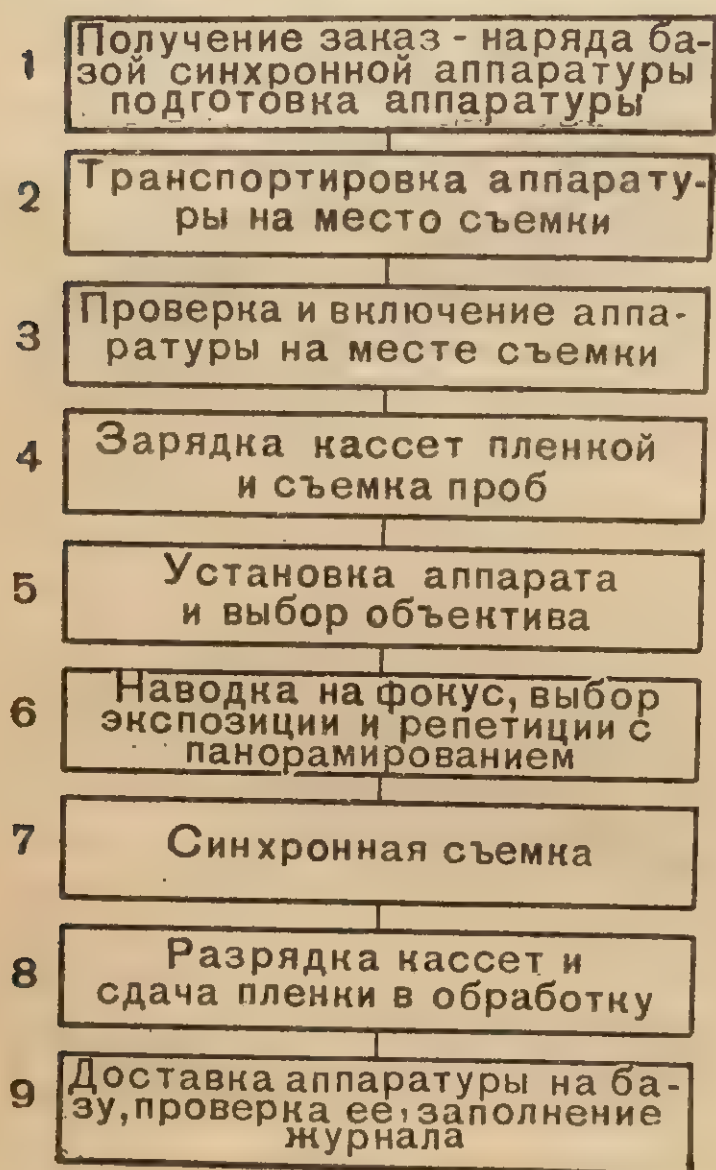 1
Получение заказ - наряда ба-
зой синхронной аппаратуры
подготовка аппаратуры
2
Транспортировка аппарату-
ры на место съемки
3
Проверка и включение аппа-
ратуры на месте съемки
4
Зарядка кассет пленкой
и съемка проб
5
Установка аппарата
и выбор объектива
6
Наводка на фокус, выбор
экспозиции и репетиции с
панорамированием
7
Синхронная съемка
8
Разрядка кассет и
сдача пленки в обработку
9
Доставка аппаратуры на ба-
зу, проверка ее, заполнение
журнала